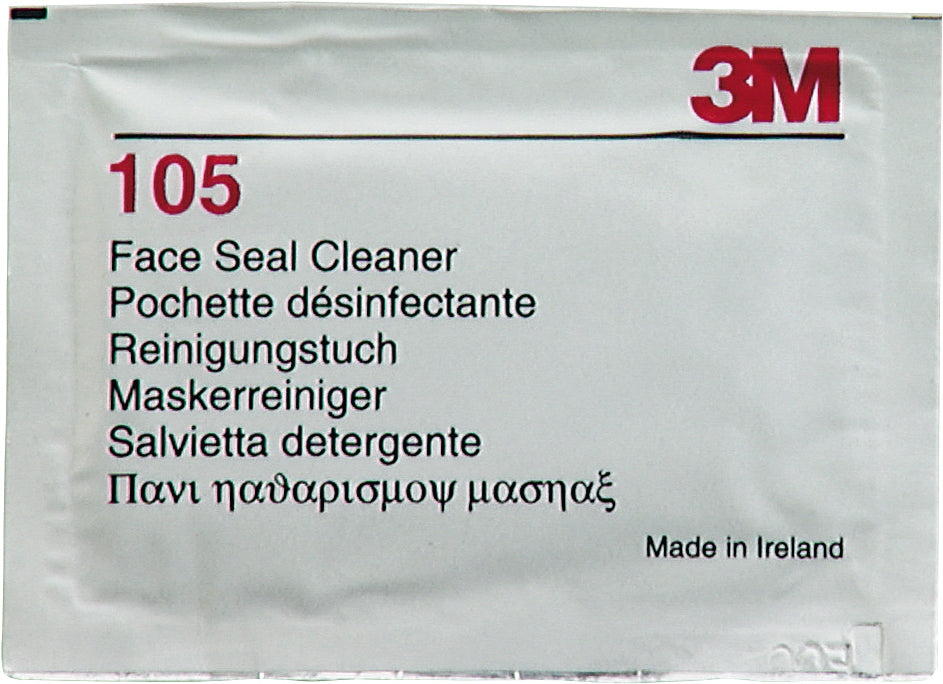 3M
105
Face Seal Cleaner
Pochette désinfectante
Reinigungstuch
Maskerreiniger
Salvietta detergente
Πανι ηαϑαρισμοψ μασηαξ
Made in Ireland